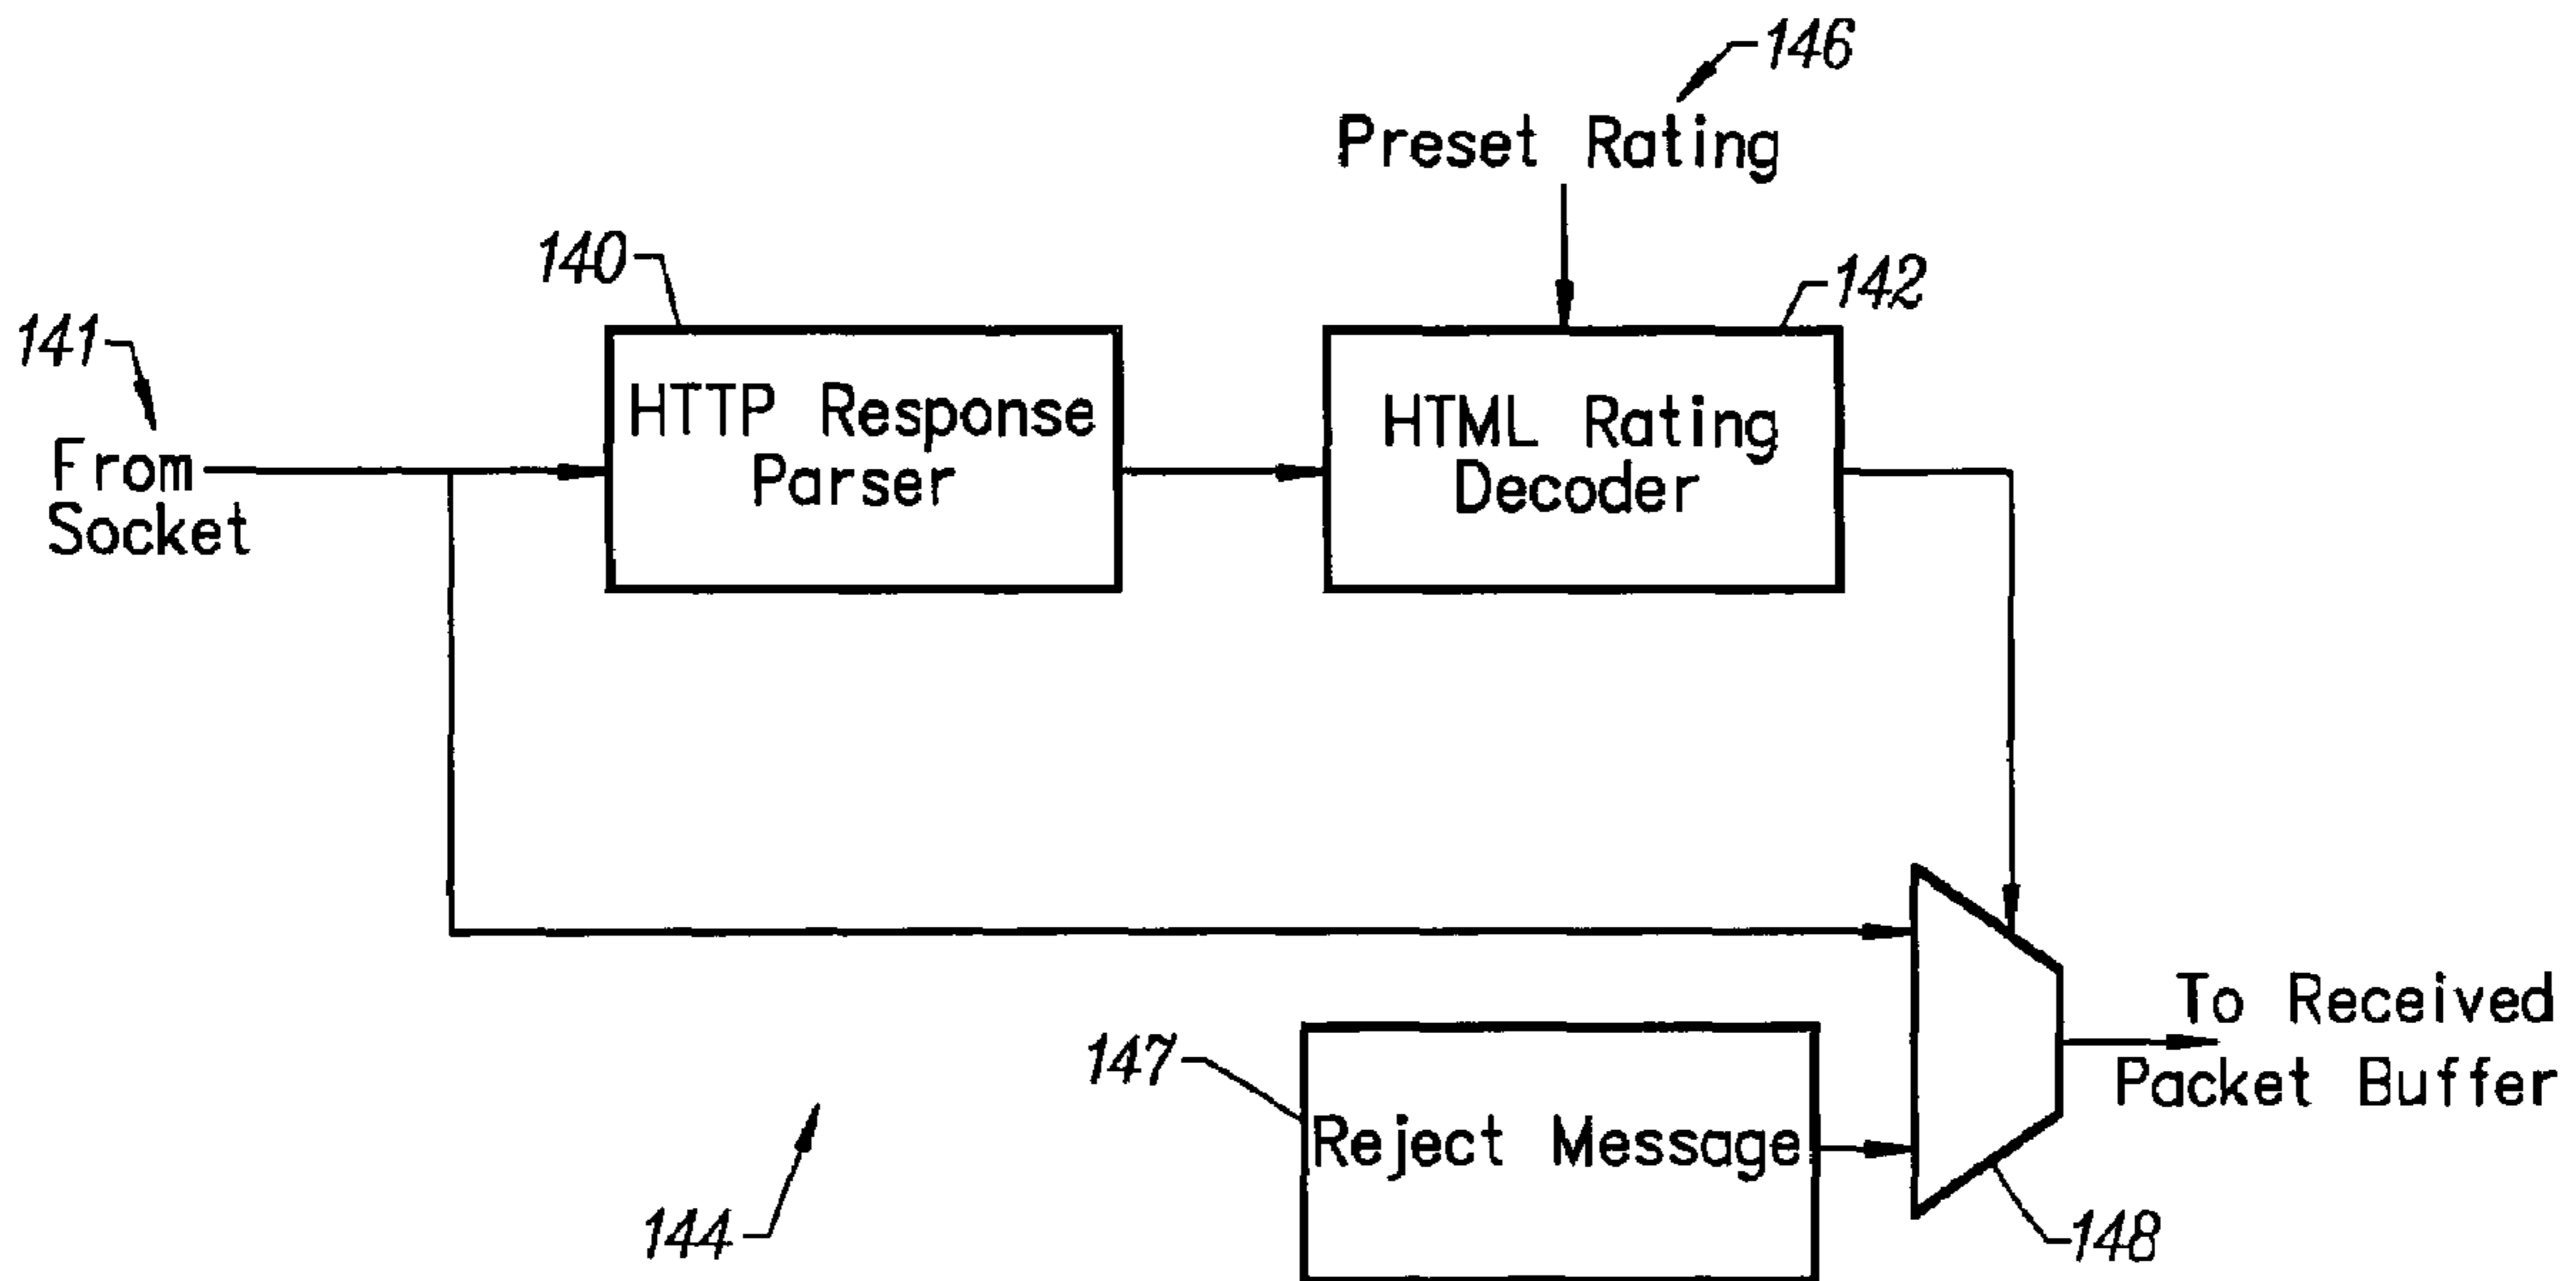 146
Preset Rating
140
142
141
HTTP Response
Parser
HTML Rating
Decoder
From
Socket
To Received
Packet Buffer
147
Reject Message
144
148